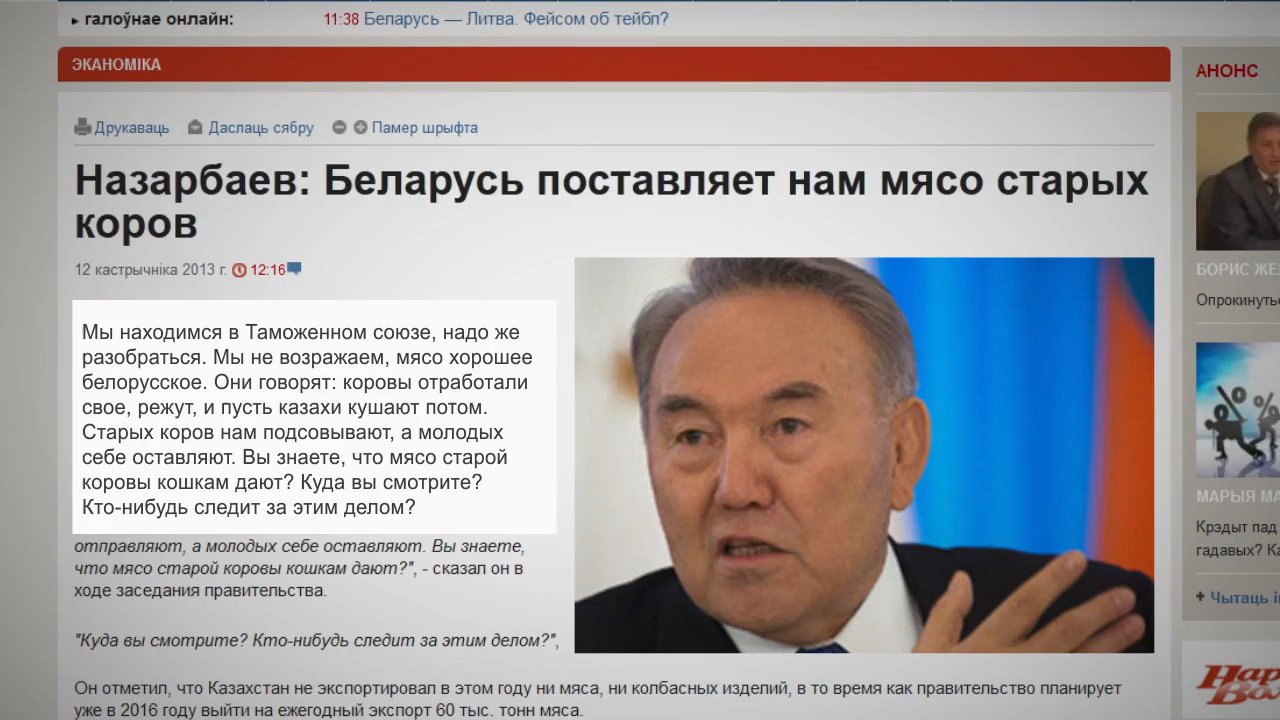 ▸ галоўнае онлайн:
11:38 Беларусь — Литва. Фейсом об тейбл?
ЭКАНОМІКА
Друкаваць Даслаць сябру Памер шрыфта
Назарбаев: Беларусь поставляет нам мясо старых
коров
12 кастрычніка 2013 г. 12:16
Мы находимся в Таможенном союзе, надо же
разобраться. Мы не возражаем, мясо хорошее
белорусское. Они говорят: коровы отработали
свое, режут, и пусть казахи кушают потом.
Старых коров нам подсовывают, а молодых
себе оставляют. Вы знаете, что мясо старой
коровы кошкам дают? Куда вы смотрите?
Кто-нибудь следит за этим делом?
отправляют, а молодых себе оставляют. Вы знаете,
что мясо старой коровы кошкам дают?", - сказал он в
ходе заседания правительства.
"Куда вы смотрите? Кто-нибудь следит за этим делом?",
Он отметил, что Казахстан не экспортировал в этом году ни мяса, ни колбасных изделий, в то время как правительство планирует
уже в 2016 году выйти на ежегодный экспорт 60 тыс. тонн мяса.
АНОНС
БОРИС ЖЕ
Опрокинуть
МАРЫЯ МА
Крэдыт пад
гадавых? Ка
Чытаць і